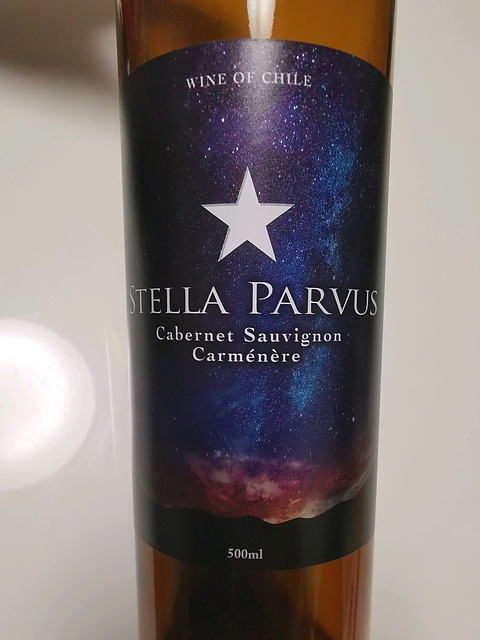 WINE OF CHILE
STELLA PARVUS
Cabernet Sauvignon
Carménère
500ml